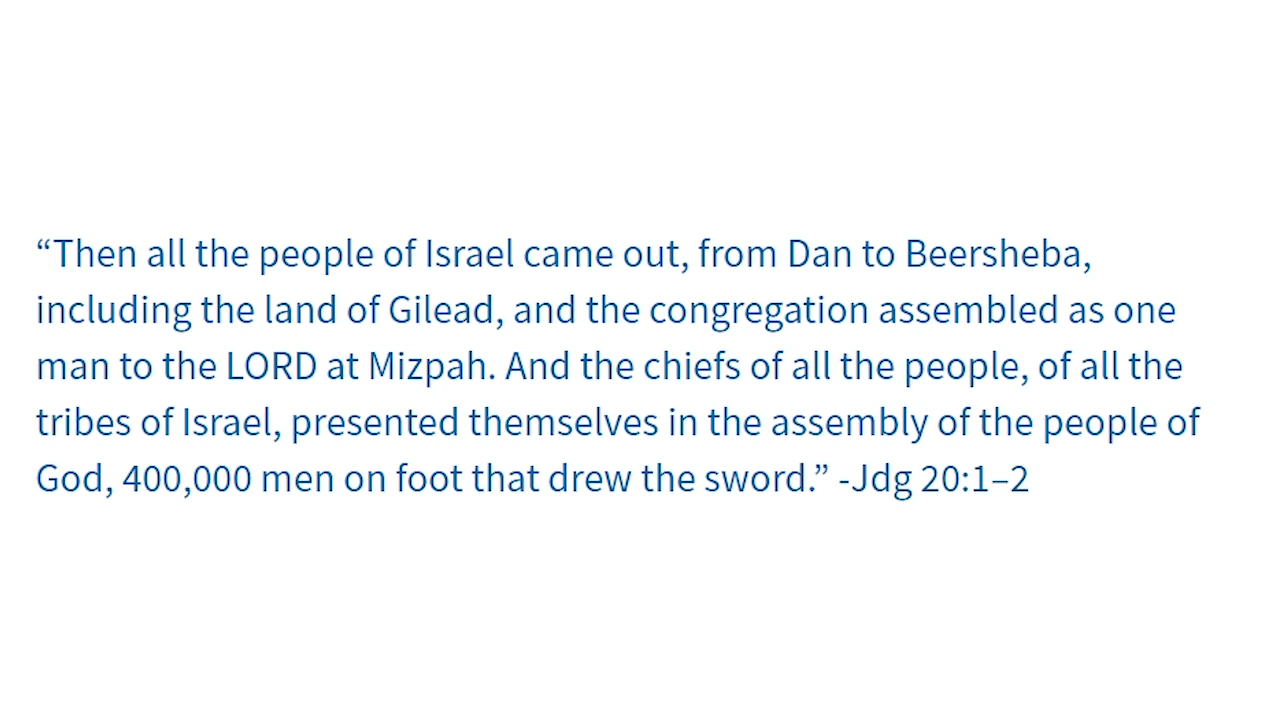 “Then all the people of Israel came out, from Dan to Beersheba,
including the land of Gilead, and the congregation assembled as one
man to the LORD at Mizpah. And the chiefs of all the people, of all the
tribes of Israel, presented themselves in the assembly of the people of
God, 400,000 men on foot that drew the sword.” -Jdg 20:1–2